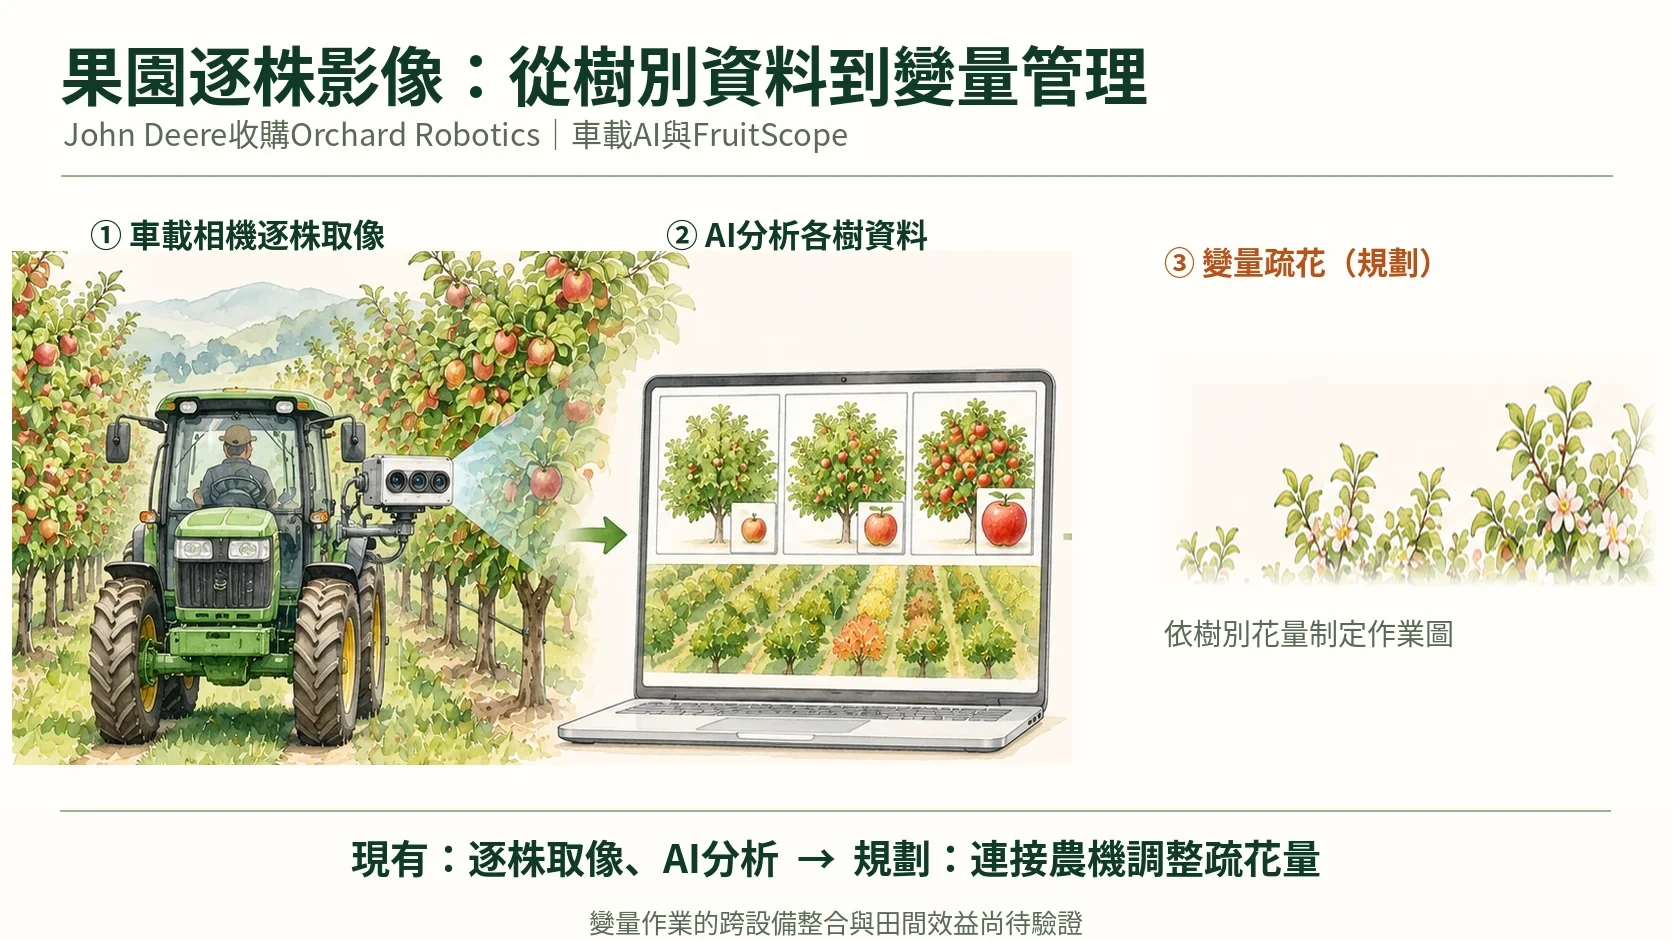 果園逐株影像：從樹別資料到變量管理
John Deere收購Orchard Robotics｜車載AI與FruitScope
① 車載相機逐株取像
② AI分析各樹資料
③ 變量疏花（規劃）
依樹別花量制定作業圖
現有：逐株取像、AI分析 → 規劃：連接農機調整疏花量
變量作業的跨設備整合與田間效益尚待驗證